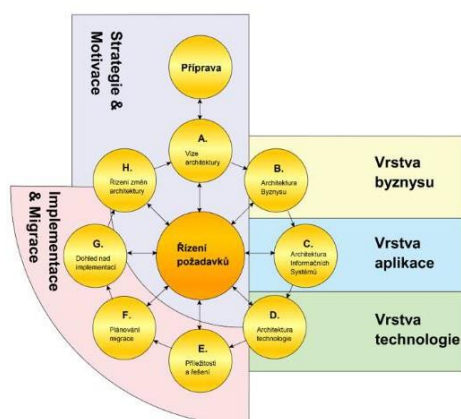 Strategie &
Motivace
Příprava
A.
Vize
architektury
H.
Řízení změn
architektury
B.
Architektura
Byznysu
Vrstva
byznysu
Implementace
& Migrace
G.
Dohled nad
implementací
Řízení
požadavků
C.
Architektura
Informačních
Systémů
Vrstva
aplikace
F.
Plánování
migrace
D.
Architektura
technologie
Vrstva
technologie
E.
Příležitosti
a řešení